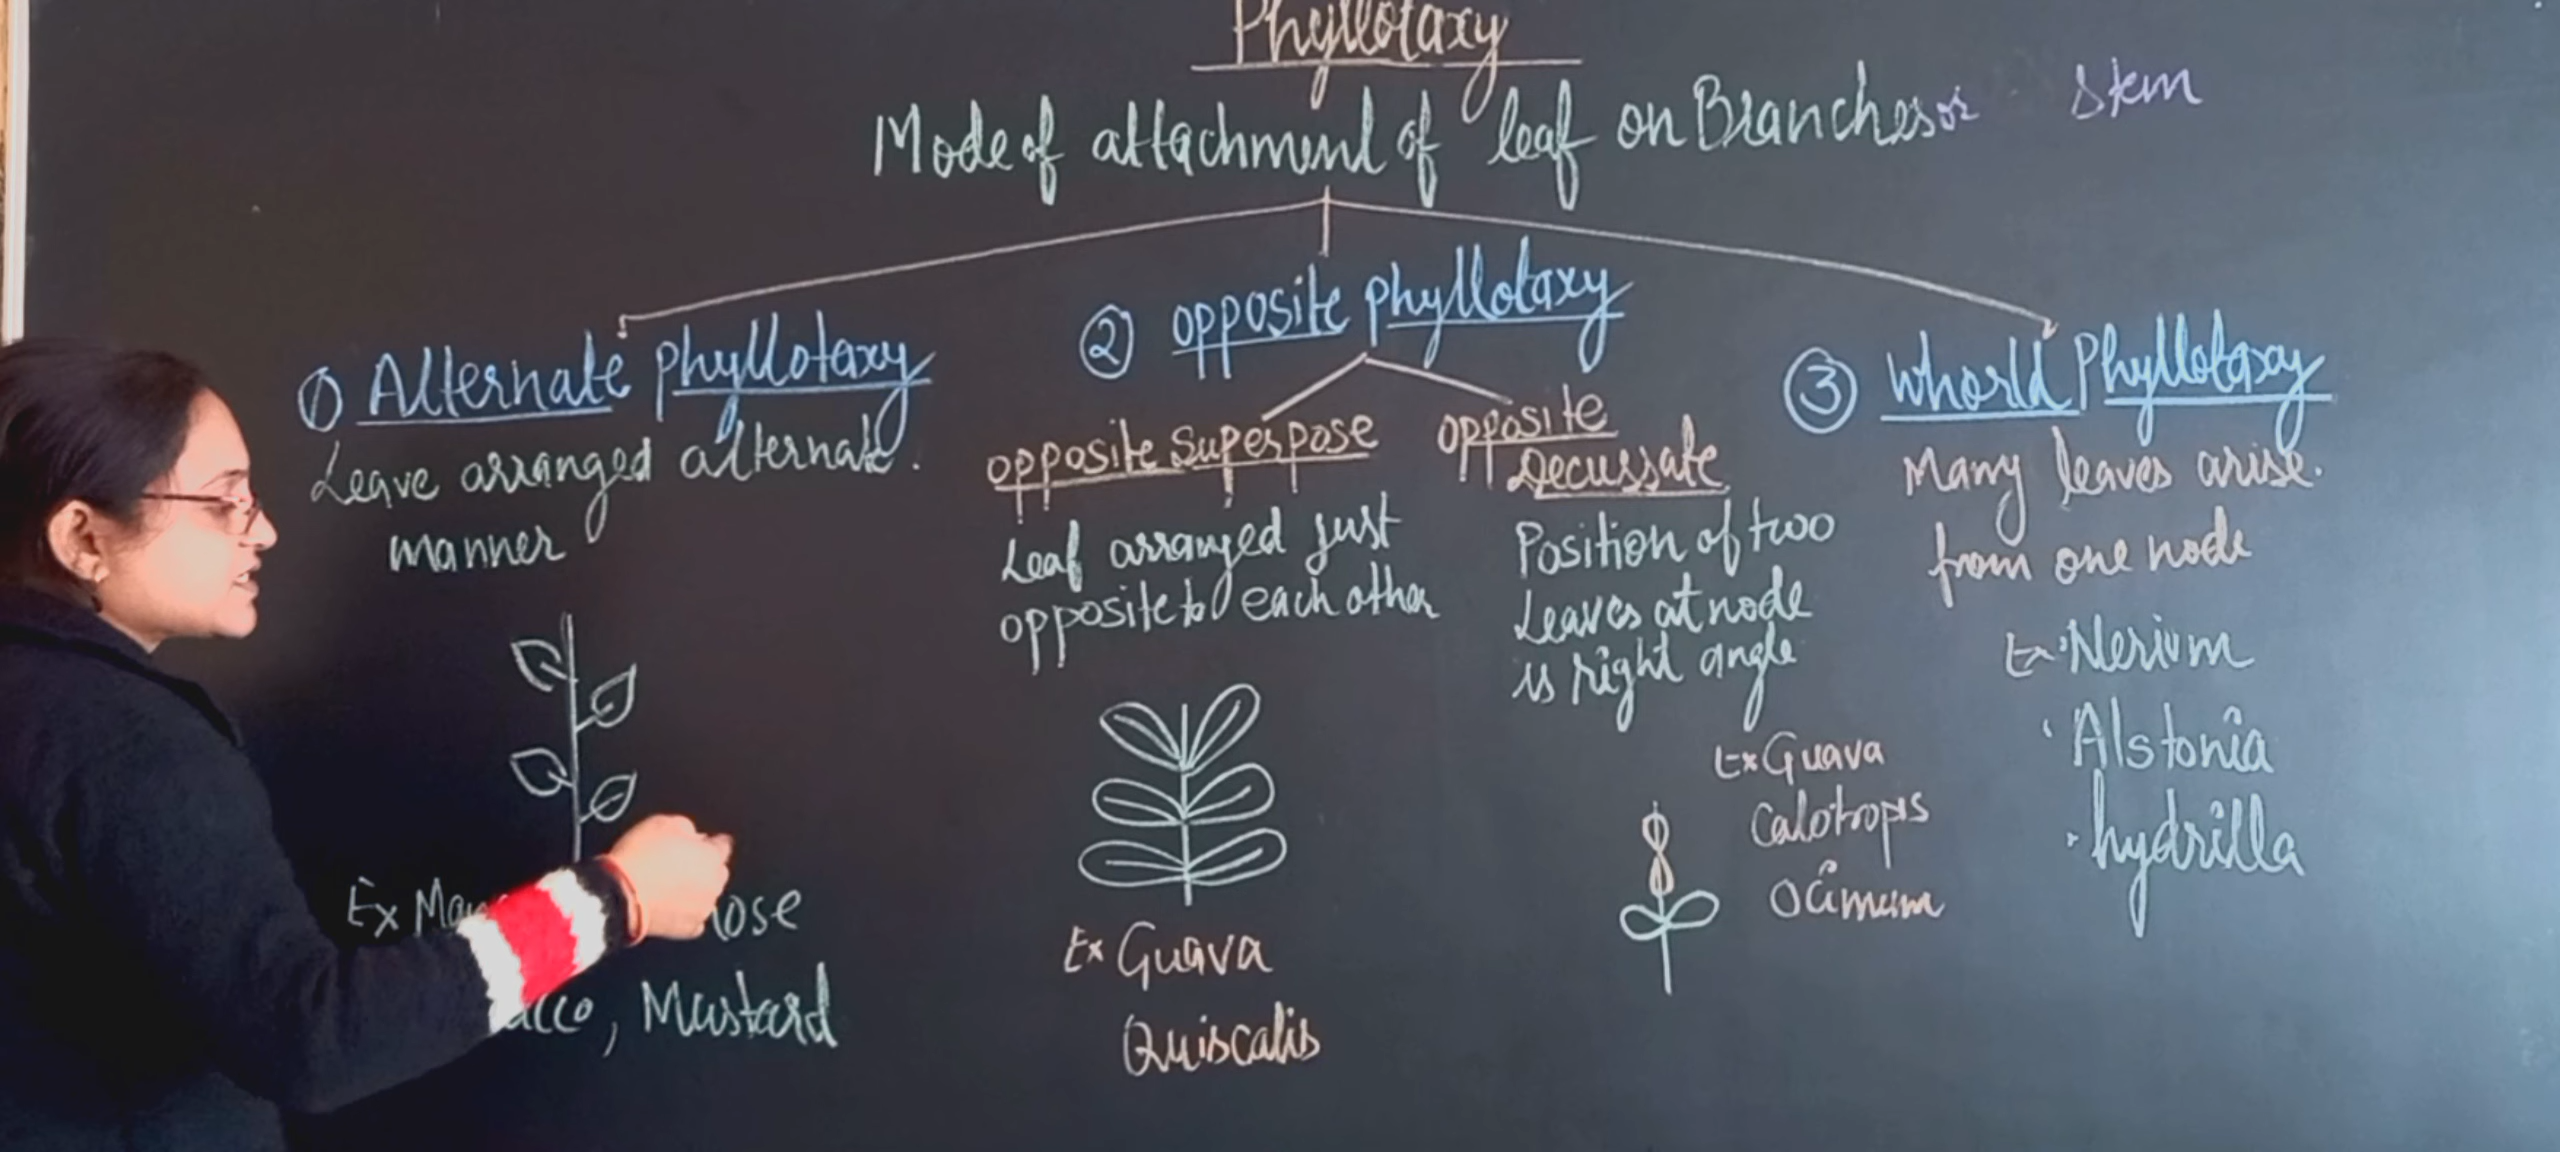 Phyllotaxy
Mode of attachment of leaf on Branches or Stem
① Alternate Phyllotaxy
Leave arranged alternate.
manner
Ex
, Mustard
② opposite phyllotaxy
opposite Superpose
Leaf arranged just
opposite to each other
Ex Guava
Quiscalis
opposite
Decussate
Position of two
Leaves at node
is right angle
Ex Guava
Calotropis
Ocimum
③ whorld Phyllotaxy
Many leaves arise.
from one node
Ex · Nerium
· Alstonia
· hydrilla